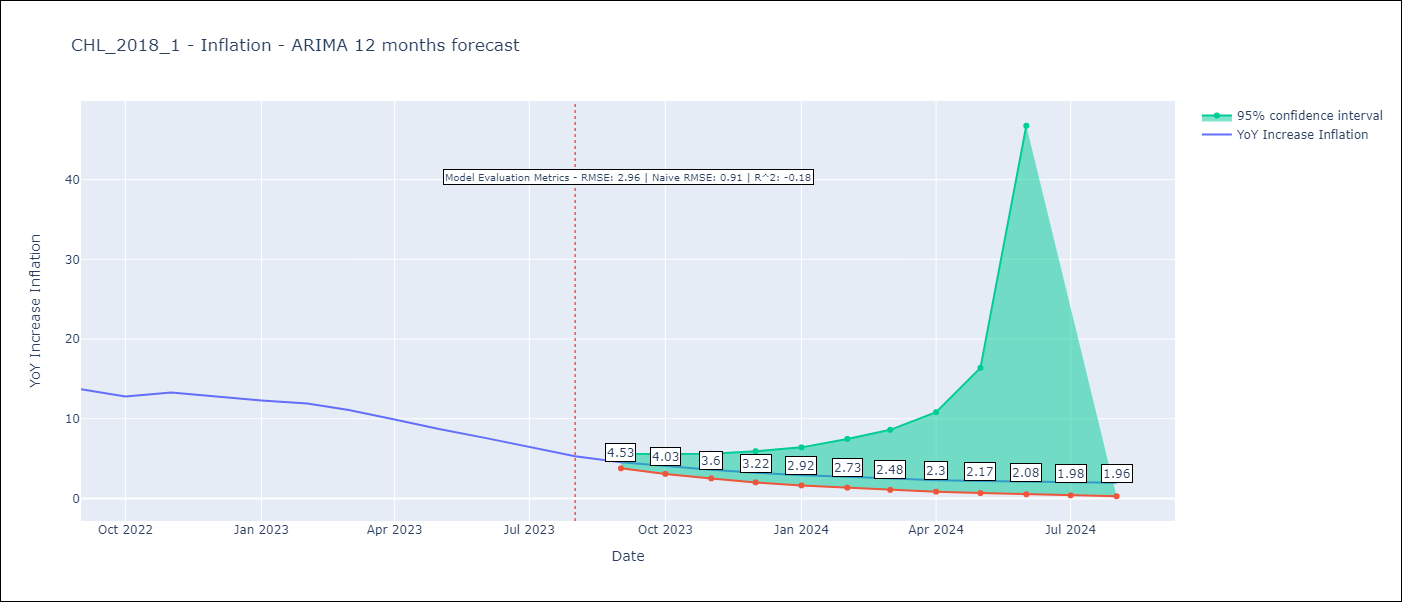 CHL_2018_1 - Inflation - ARIMA 12 months forecast
95% confidence interval
YoY Increase Inflation
Model Evaluation Metrics - RMSE: 2.96 | Naive RMSE: 0.91 | R^2: -0.18
YoY Increase Inflation
40
30
20
10
0
4.53
4.03
3.6
3.22
2.92
2.73
2.48
2.3
2.17
2.08
1.98
1.96
Oct 2022
Jan 2023
Apr 2023
Jul 2023
Oct 2023
Jan 2024
Apr 2024
Jul 2024
Date